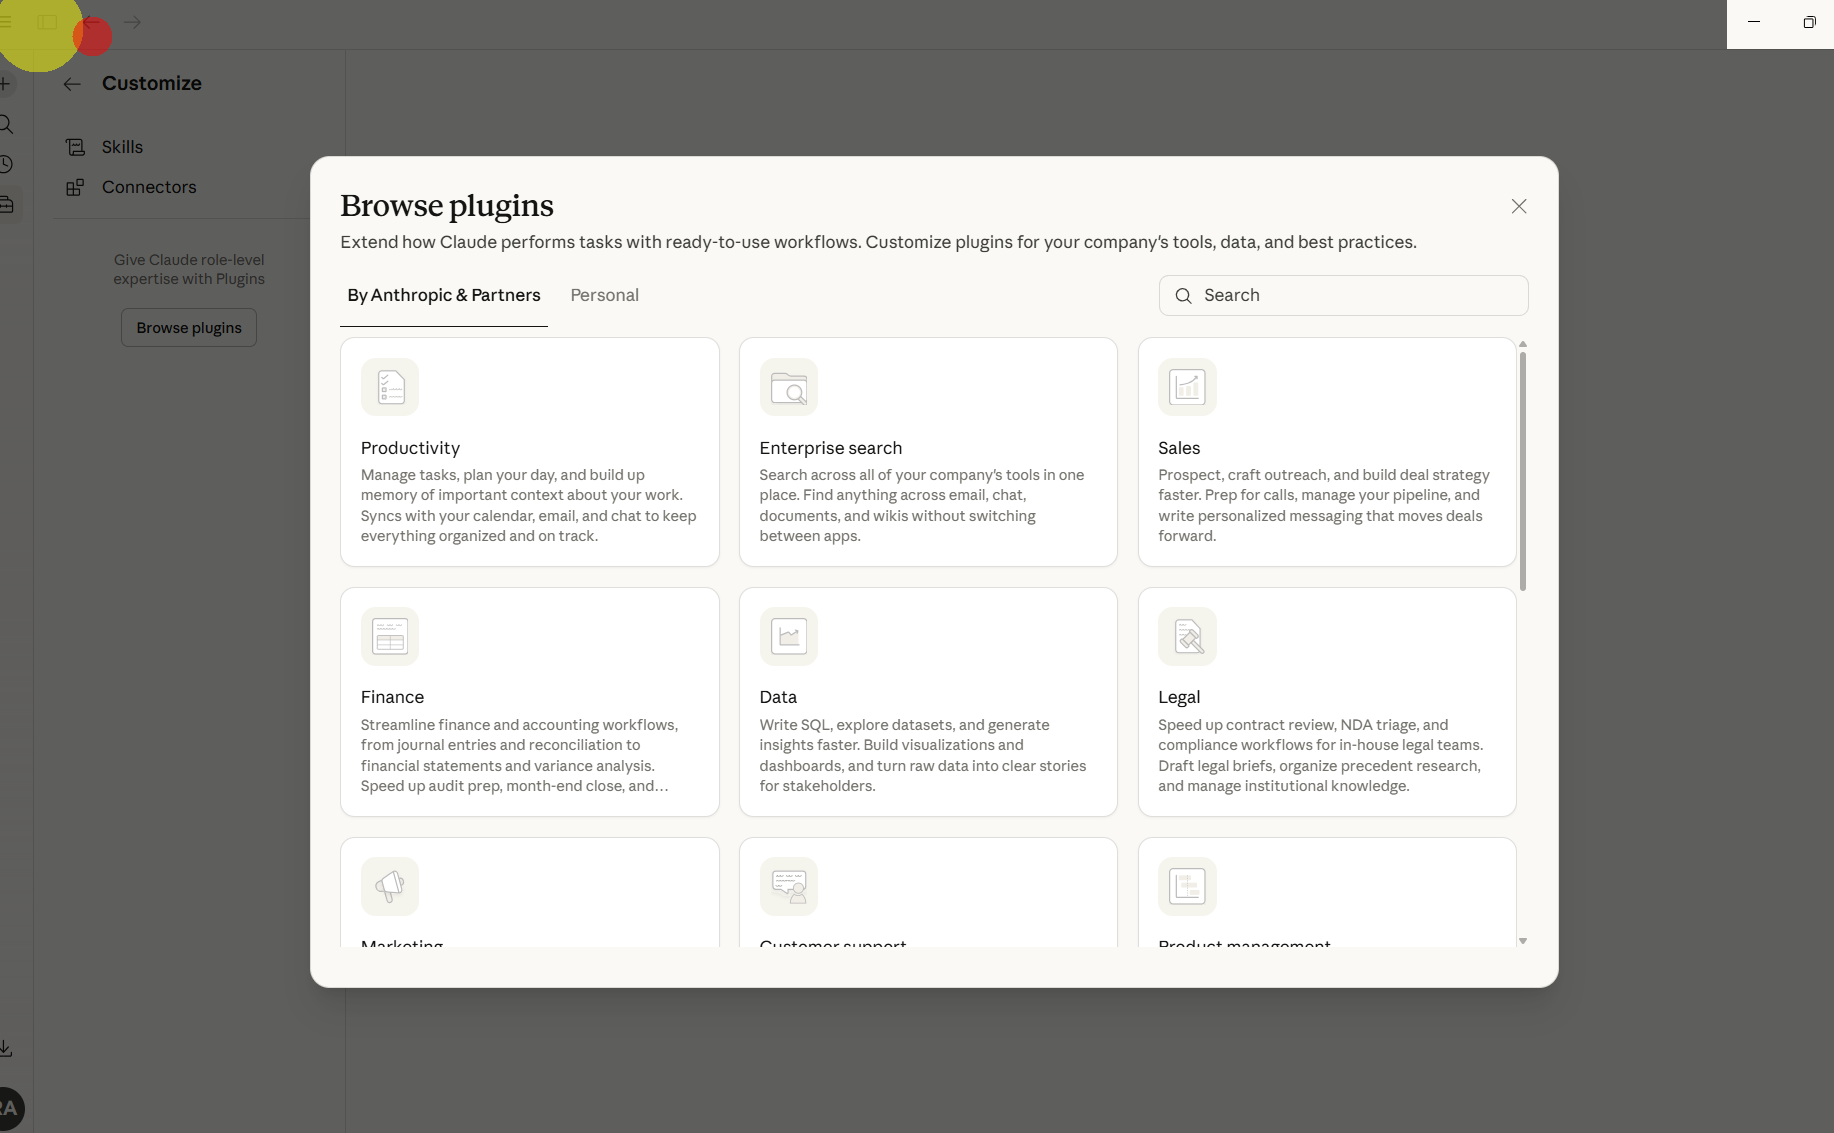 Customize
Skills
Connectors
Give Claude role-level
expertise with Plugins
Browse plugins
Browse plugins
Extend how Claude performs tasks with ready-to-use workflows. Customize plugins for your company's tools, data, and best practices.
By Anthropic & Partners
Personal
Search
Productivity
Manage tasks, plan your day, and build up
memory of important context about your work.
Syncs with your calendar, email, and chat to keep
everything organized and on track.
Enterprise search
Search across all of your company's tools in one
place. Find anything across email, chat,
documents, and wikis without switching
between apps.
Sales
Prospect, craft outreach, and build deal strategy
faster. Prep for calls, manage your pipeline, and
write personalized messaging that moves deals
forward.
Finance
Streamline finance and accounting workflows,
from journal entries and reconciliation to
financial statements and variance analysis.
Speed up audit prep, month-end close, and…
Data
Write SQL, explore datasets, and generate
insights faster. Build visualizations and
dashboards, and turn raw data into clear stories
for stakeholders.
Legal
Speed up contract review, NDA triage, and
compliance workflows for in-house legal teams.
Draft legal briefs, organize precedent research,
and manage institutional knowledge.
Marketing
Customer support
Product management
RA